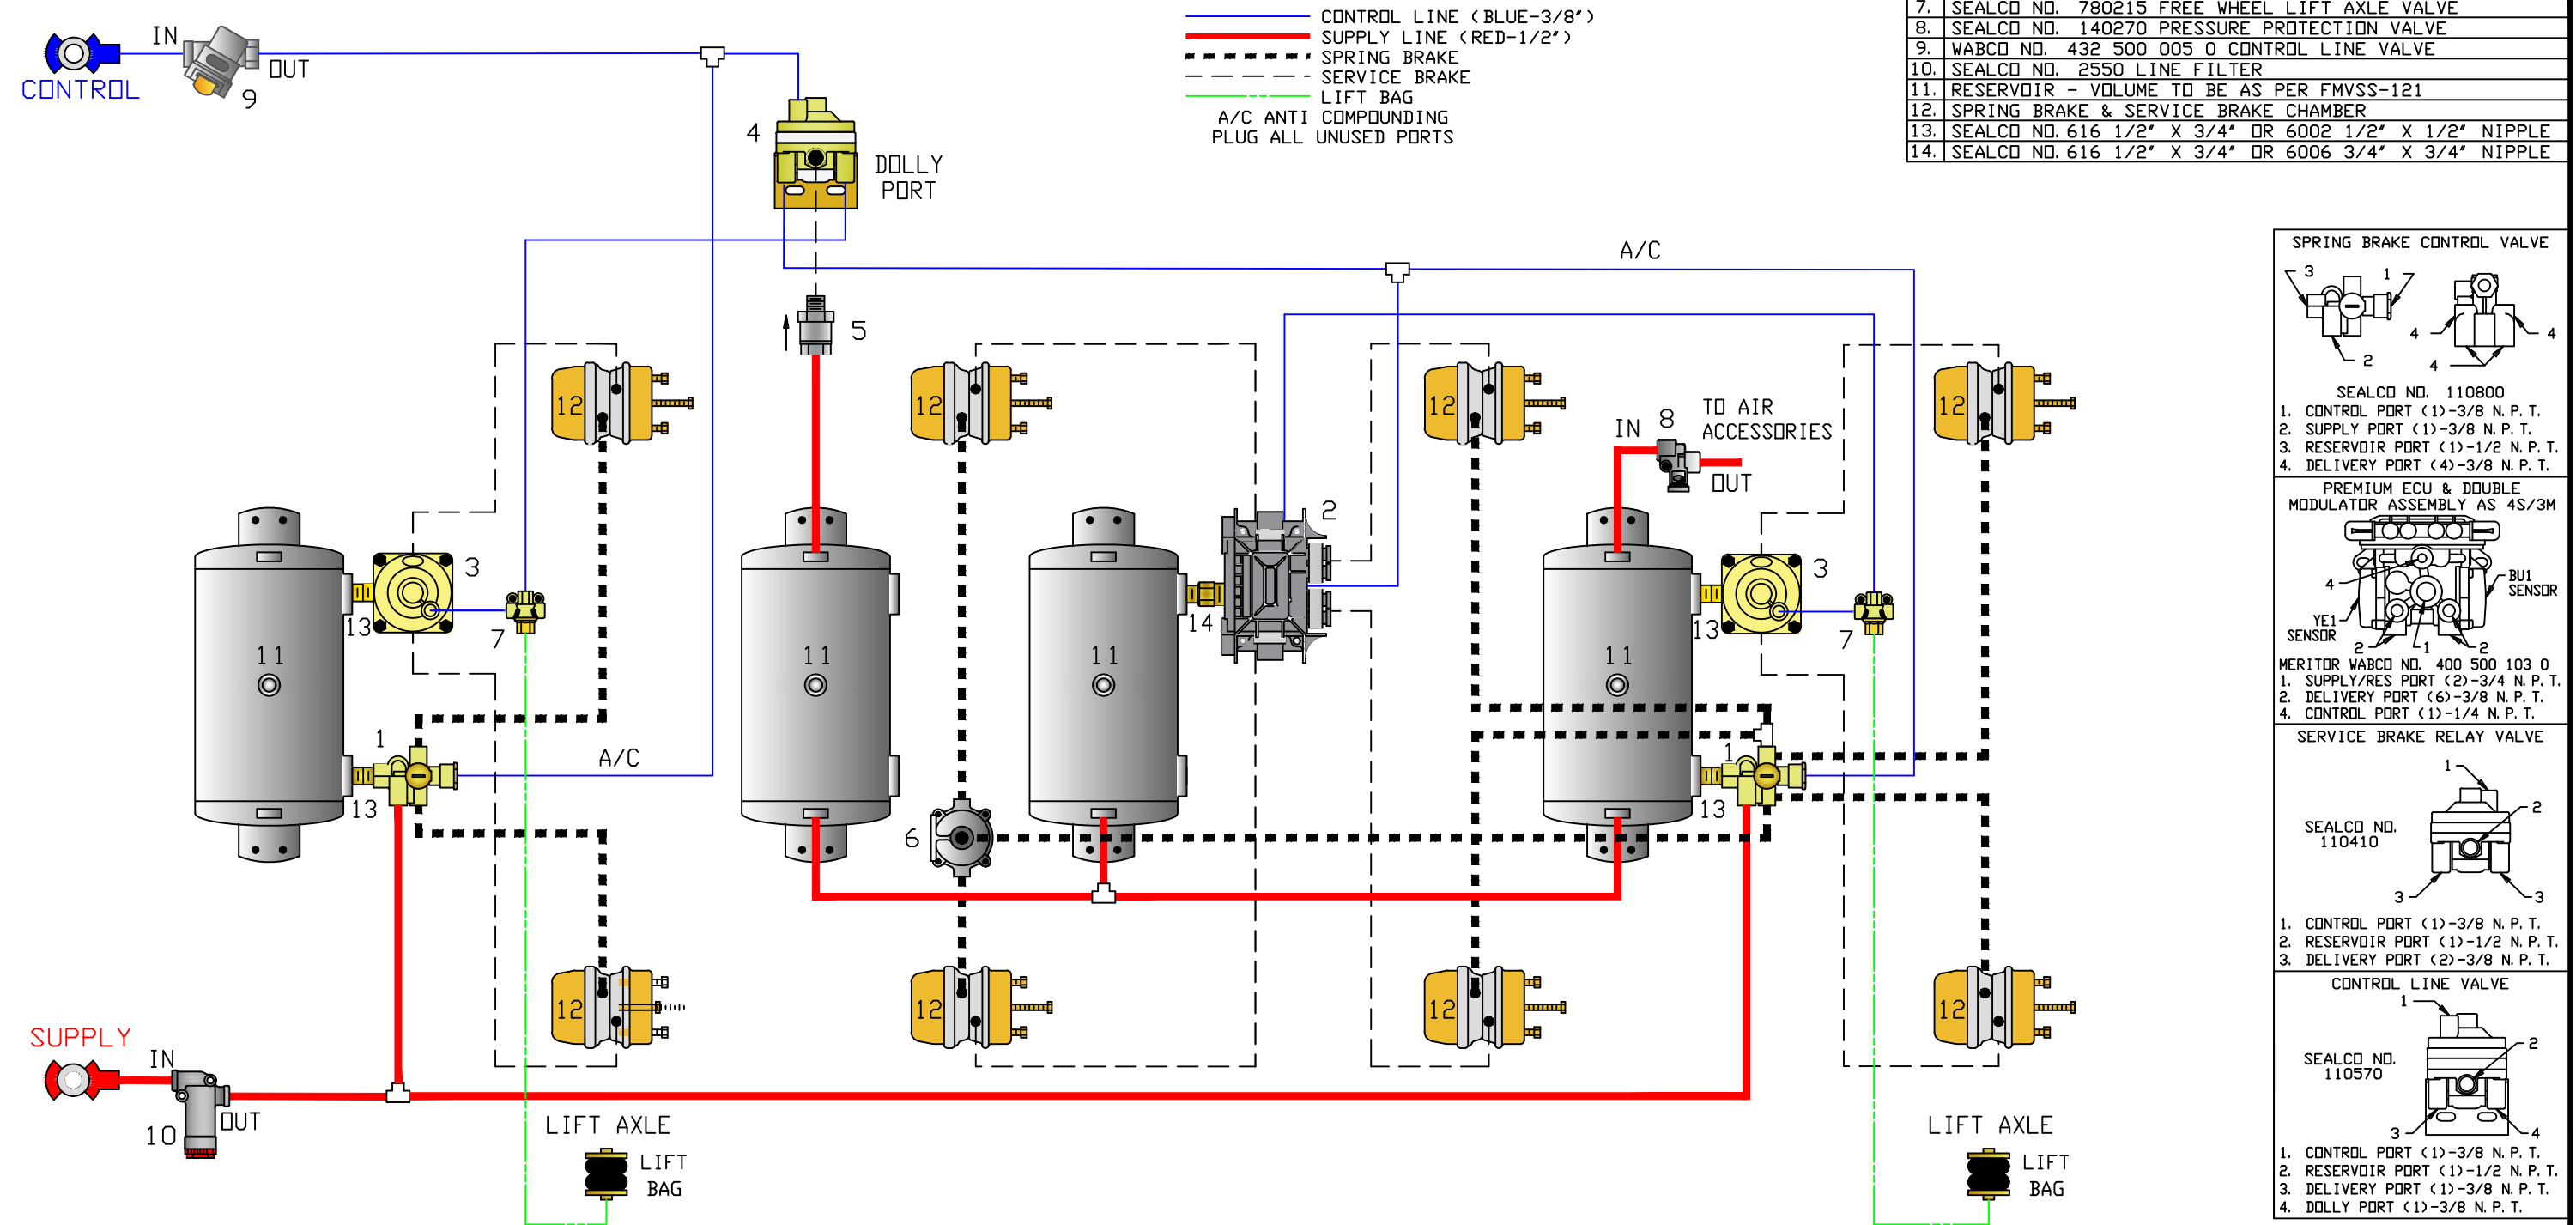 CONTROL
IN
OUT
9
4
DOLLY
PORT
CONTROL LINE (BLUE-3/8")
SUPPLY LINE (RED-1/2")
SPRING BRAKE
SERVICE BRAKE
LIFT BAG
A/C ANTI COMPOUNDING
PLUG ALL UNUSED PORTS
7. SEALCO NO. 780215 FREE WHEEL LIFT AXLE VALVE
8. SEALCO NO. 140270 PRESSURE PROTECTION VALVE
9. WABCO NO. 432 500 005 0 CONTROL LINE VALVE
10. SEALCO NO. 2550 LINE FILTER
11. RESERVOIR - VOLUME TO BE AS PER FMVSS-121
12. SPRING BRAKE & SERVICE BRAKE CHAMBER
13. SEALCO NO. 616 1/2" X 3/4" OR 6002 1/2" X 1/2" NIPPLE
14. SEALCO NO. 616 1/2" X 3/4" OR 6006 3/4" X 3/4" NIPPLE
A/C
5
12
12
12
12
IN
8
TO AIR
ACCESSORIES
OUT
2
3
13
7
14
3
13
7
11
11
11
11
1
A/C
13
6
1
13
12
12
12
12
SUPPLY
IN
OUT
10
LIFT AXLE
LIFT
BAG
LIFT AXLE
LIFT
BAG
SPRING BRAKE CONTROL VALVE
3
1
2
4
4
4
SEALCO NO. 110800
1. CONTROL PORT (1)-3/8 N.P.T.
2. SUPPLY PORT (1)-3/8 N.P.T.
3. RESERVOIR PORT (1)-1/2 N.P.T.
4. DELIVERY PORT (4)-3/8 N.P.T.
PREMIUM ECU & DOUBLE
MODULATOR ASSEMBLY AS 4S/3M
4
BU1
SENSOR
YE1
SENSOR
2
1
2
MERITOR WABCO NO. 400 500 103 0
1. SUPPLY/RES PORT (2)-3/4 N.P.T.
2. DELIVERY PORT (6)-3/8 N.P.T.
4. CONTROL PORT (1)-1/4 N.P.T.
SERVICE BRAKE RELAY VALVE
1
2
SEALCO NO.
110410
3
3
1. CONTROL PORT (1)-3/8 N.P.T.
2. RESERVOIR PORT (1)-1/2 N.P.T.
3. DELIVERY PORT (2)-3/8 N.P.T.
CONTROL LINE VALVE
1
2
SEALCO NO.
110570
3
4
1. CONTROL PORT (1)-3/8 N.P.T.
2. RESERVOIR PORT (1)-1/2 N.P.T.
3. DELIVERY PORT (1)-3/8 N.P.T.
4. DOLLY PORT (1)-3/8 N.P.T.